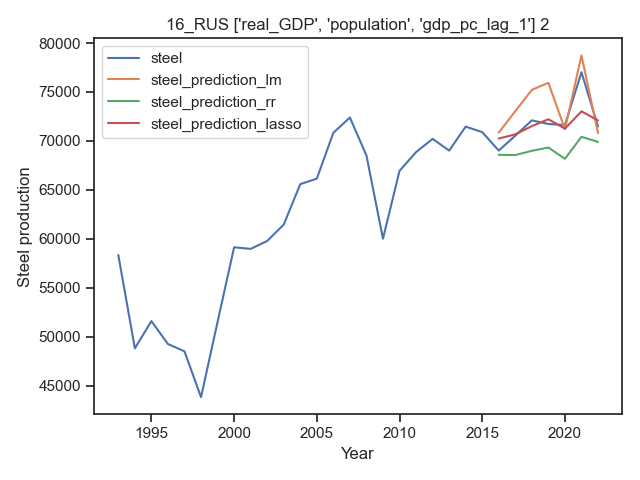 16_RUS ['real_GDP', 'population', 'gdp_pc_lag_1'] 2
steel
steel_prediction_lm
steel_prediction_rr
steel_prediction_lasso
80000
75000
70000
65000
60000
55000
50000
45000
Steel production
1995
2000
2005
2010
2015
2020
Year